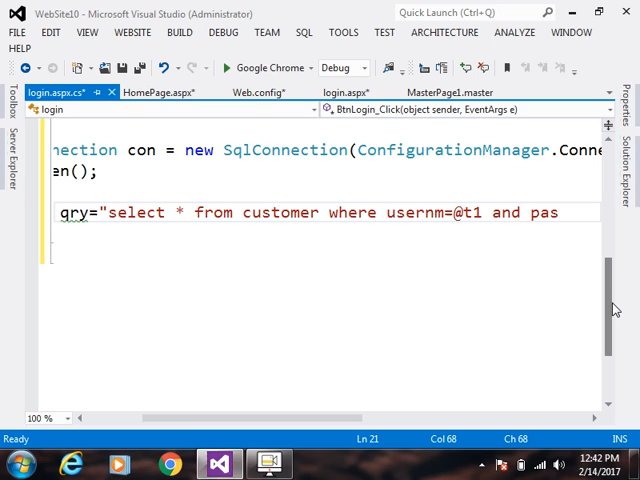 WebSite10 - Microsoft Visual Studio (Administrator)
Quick Launch (Ctrl+Q)
FILE EDIT VIEW WEBSITE BUILD DEBUG TEAM SQL TOOLS TEST ARCHITECTURE ANALYZE WINDOW
HELP
Google Chrome Debug
login.aspx.cs* HomePage.aspx* Web.config* login.aspx* MasterPage1.master
login BtnLogin_Click(object sender, EventArgs e)
Toolbox
Server Explorer
Properties
Solution Explorer
nection con = new SqlConnection(ConfigurationManager.Conne
en();
qry="select * from customer where usernm=@t1 and pas
100 %
Ready Ln 21 Col 68 Ch 68 INS
12:42 PM
2/14/2017